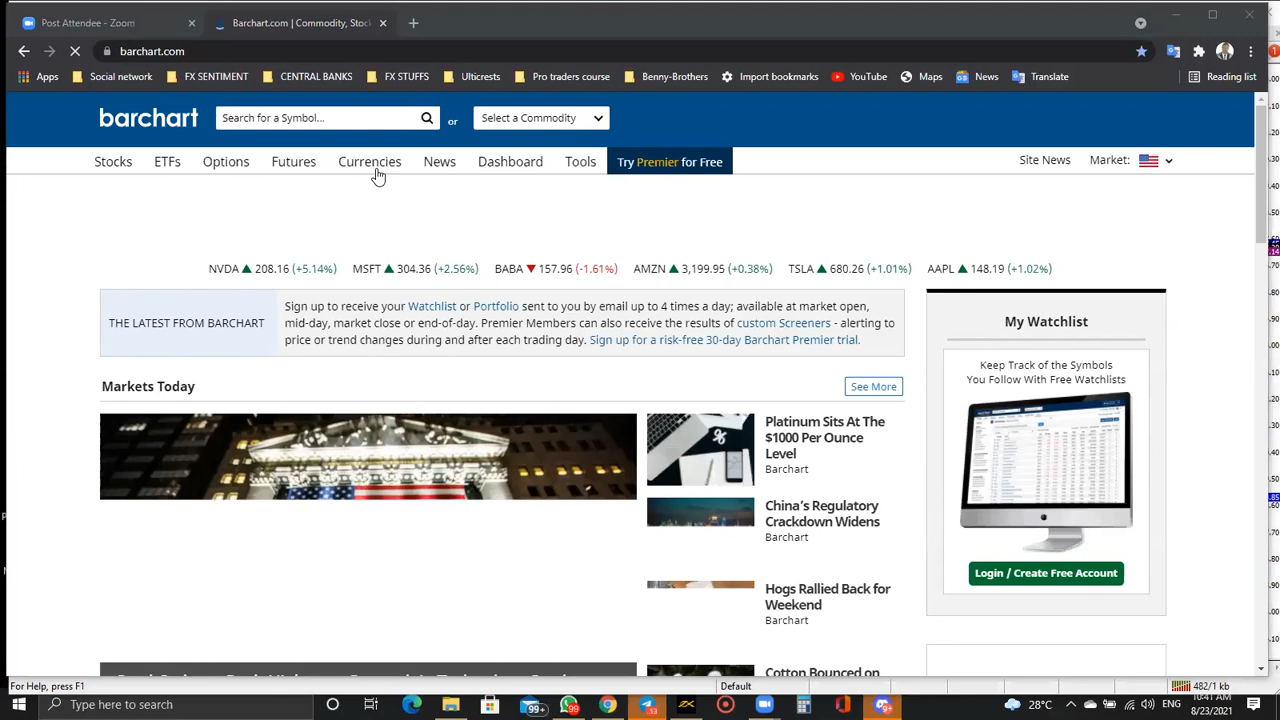 Post Attendee - Zoom
Barchart.com | Commodity, Stock
barchart.com
Apps Social network FX SENTIMENT CENTRAL BANKS FX STUFFS Ulticrests Pro traders course Benny-Brothers Import bookmarks YouTube Maps News Translate Reading list
barchart
Search for a Symbol...
or
Select a Commodity
Stocks ETFs Options Futures Currencies News Dashboard Tools Try Premier for Free Site News Market:
NVDA 208.16 (+5.14%) MSFT 304.36 (+2.56%) BABA 157.96 (-1.61%) AMZN 3,199.95 (+0.38%) TSLA 680.26 (+1.01%) AAPL 148.19 (+1.02%)
THE LATEST FROM BARCHART
Sign up to receive your Watchlist or Portfolio sent to you by email up to 4 times a day; available at market open,
mid-day, market close or end-of-day. Premier Members can also receive the results of custom Screeners - alerting to
price or trend changes during and after each trading day. Sign up for a risk-free 30-day Barchart Premier trial.
My Watchlist
Keep Track of the Symbols
You Follow With Free Watchlists
Login / Create Free Account
Markets Today
See More
Platinum Sits At The
$1000 Per Ounce
Level
Barchart
China's Regulatory
Crackdown Widens
Barchart
Hogs Rallied Back for
Weekend
Barchart
Cotton Bounced on
For Help, press F1
Default
482/1 kb
Type here to search
99+
99
13
28°C
ENG
10:41 AM
8/23/2021